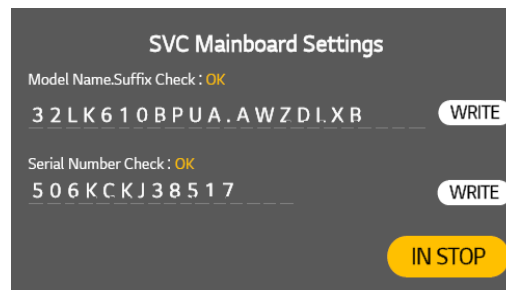 SVC Mainboard Settings
Model Name.Suffix Check : OK
32LK610BPUA.AWZDLXB
WRITE
Serial Number Check : OK
506KCKJ38517
WRITE
IN STOP